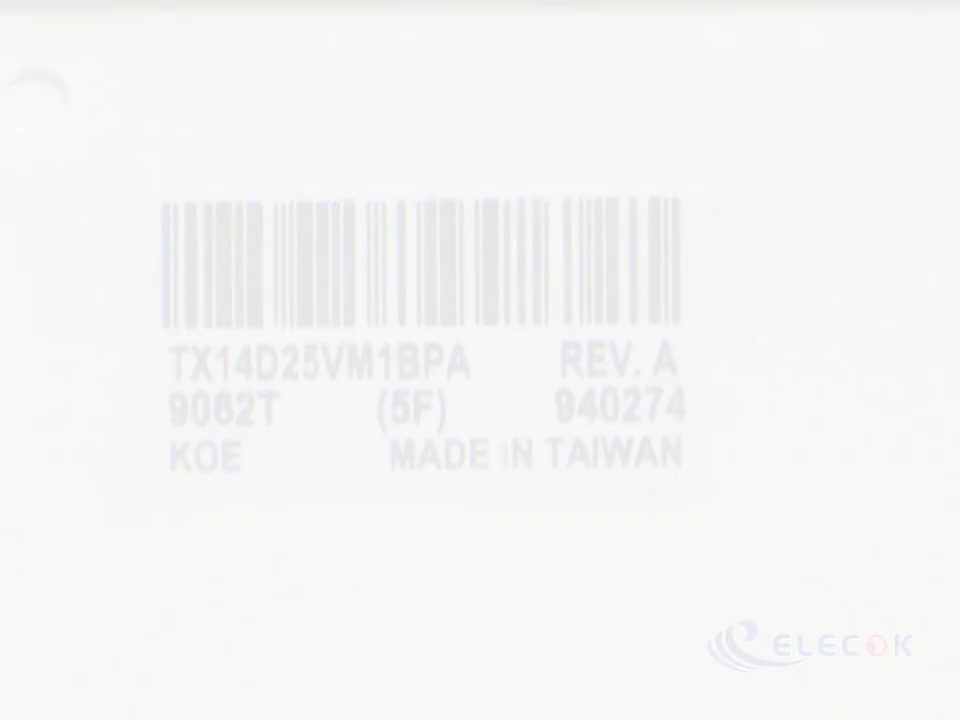 TX14D25VM1BPA REV. A
9062T (5F) 940274
KOE MADE IN TAIWAN
ELECOK